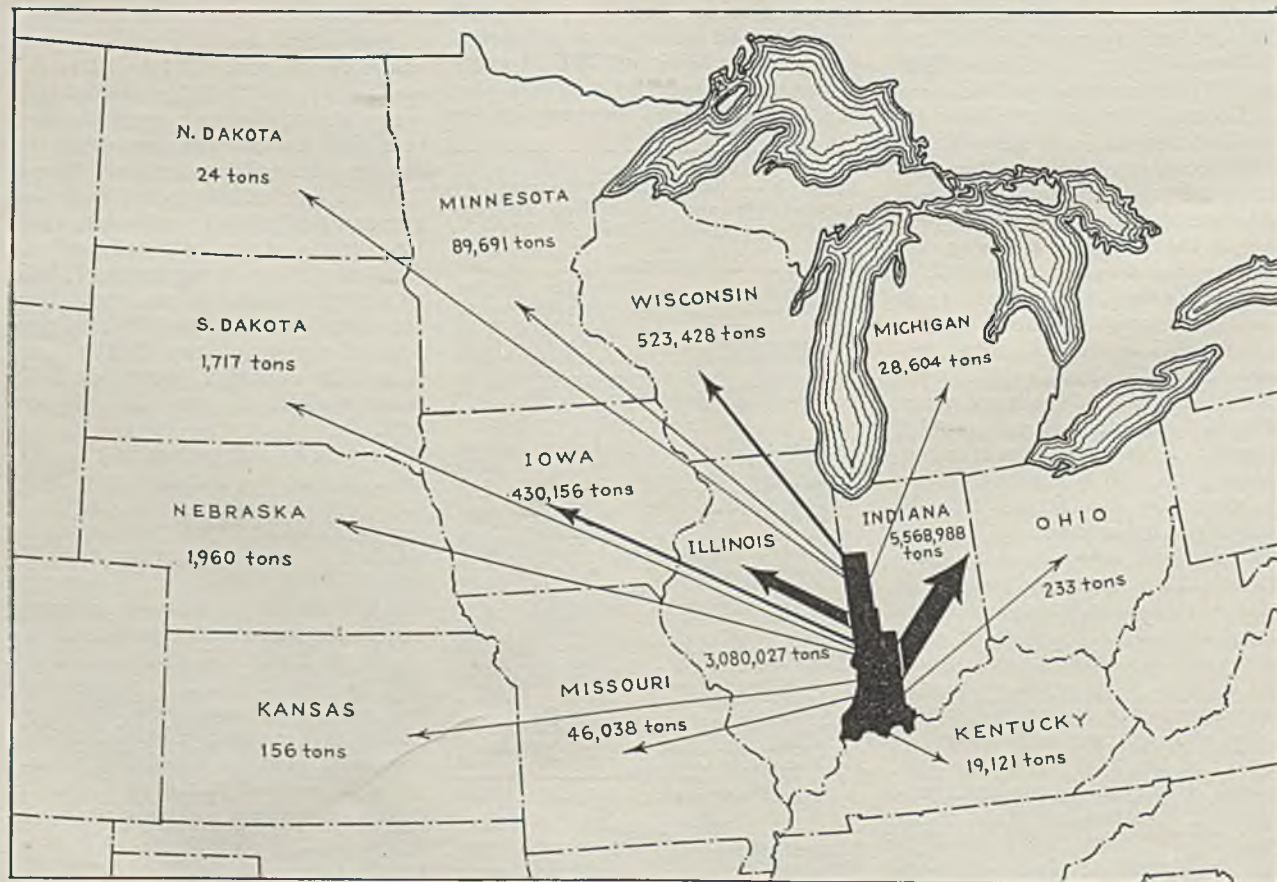 N. DAKOTA
24 tons
MINNESOTA
89,691 tons
WISCONSIN
523,428 tons
MICHIGAN
28,604 tons
S. DAKOTA
1,717 tons
IOWA
430,156 tons
NEBRASKA
1,960 tons
ILLINOIS
3,080,027 tons
INDIANA
5,568,988
tons
OHIO
233 tons
KANSAS
156 tons
MISSOURI
46,038 tons
KENTUCKY
19,121 tons